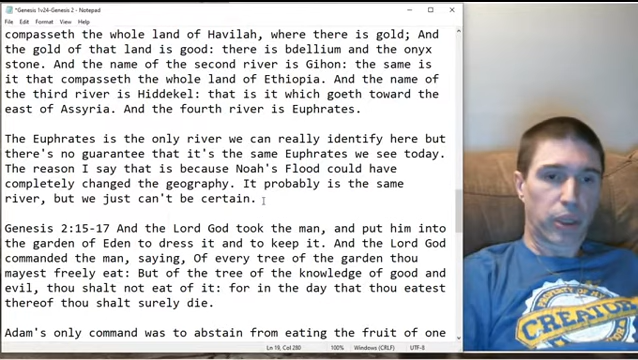 *Genesis 1v24-Genesis 2 - Notepad
File Edit Format View Help
compasseth the whole land of Havilah, where there is gold; And
the gold of that land is good: there is bdellium and the onyx
stone. And the name of the second river is Gihon: the same is
it that compasseth the whole land of Ethiopia. And the name of
the third river is Hiddekel: that is it which goeth toward the
east of Assyria. And the fourth river is Euphrates.
The Euphrates is the only river we can really identify here but
there's no guarantee that it's the same Euphrates we see today.
The reason I say that is because Noah's Flood could have
completely changed the geography. It probably is the same
river, but we just can't be certain.
Genesis 2:15-17 And the Lord God took the man, and put him into
the garden of Eden to dress it and to keep it. And the Lord God
commanded the man, saying, Of every tree of the garden thou
mayest freely eat: But of the tree of the knowledge of good and
evil, thou shalt not eat of it: for in the day that thou eatest
thereof thou shalt surely die.
Adam's only command was to abstain from eating the fruit of one
Ln 19, Col 280 100% Windows (CRLF) UTF-8
PROPERTY OF
CREATION